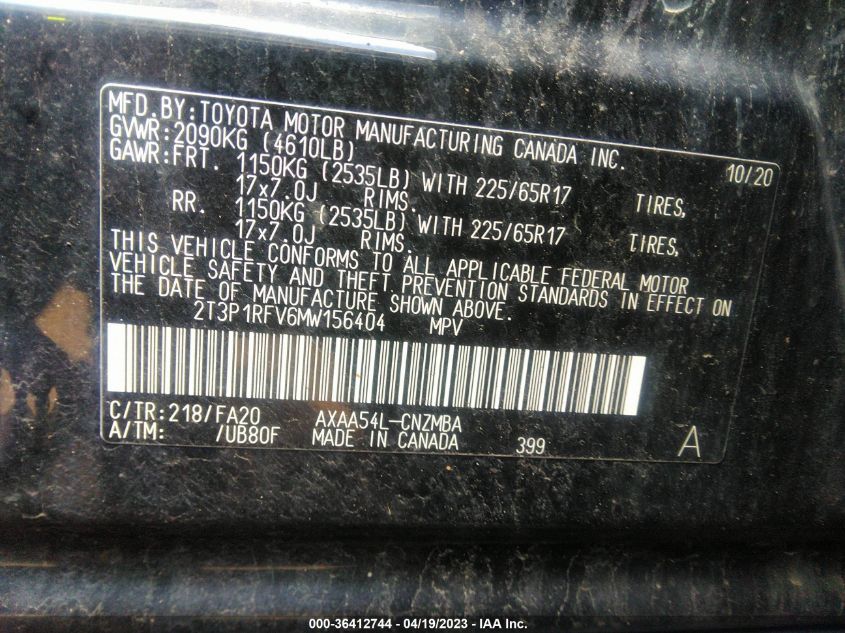 MFD.BY:TOYOTA MOTOR MANUFACTURING CANADA INC. 10/20
GVWR:2090KG (4610LB)
GAWR:FRT. 1150KG (2535LB) WITH 225/65R17 TIRES,
17x7.0J RIMS.
RR. 1150KG (2535LB) WITH 225/65R17 TIRES,
17x7.0J RIMS.
THIS VEHICLE CONFORMS TO ALL APPLICABLE FEDERAL MOTOR
VEHICLE SAFETY AND THEFT PREVENTION STANDARDS IN EFFECT ON
THE DATE OF MANUFACTURE SHOWN ABOVE.
2T3P1RFV6MW156404 MPV
C/TR:218/FA20 AXAA54L-CNZMBA
A/TM: /UB80F MADE IN CANADA 399 A
000-36412744 / 04/19/2023 - IAA Inc.